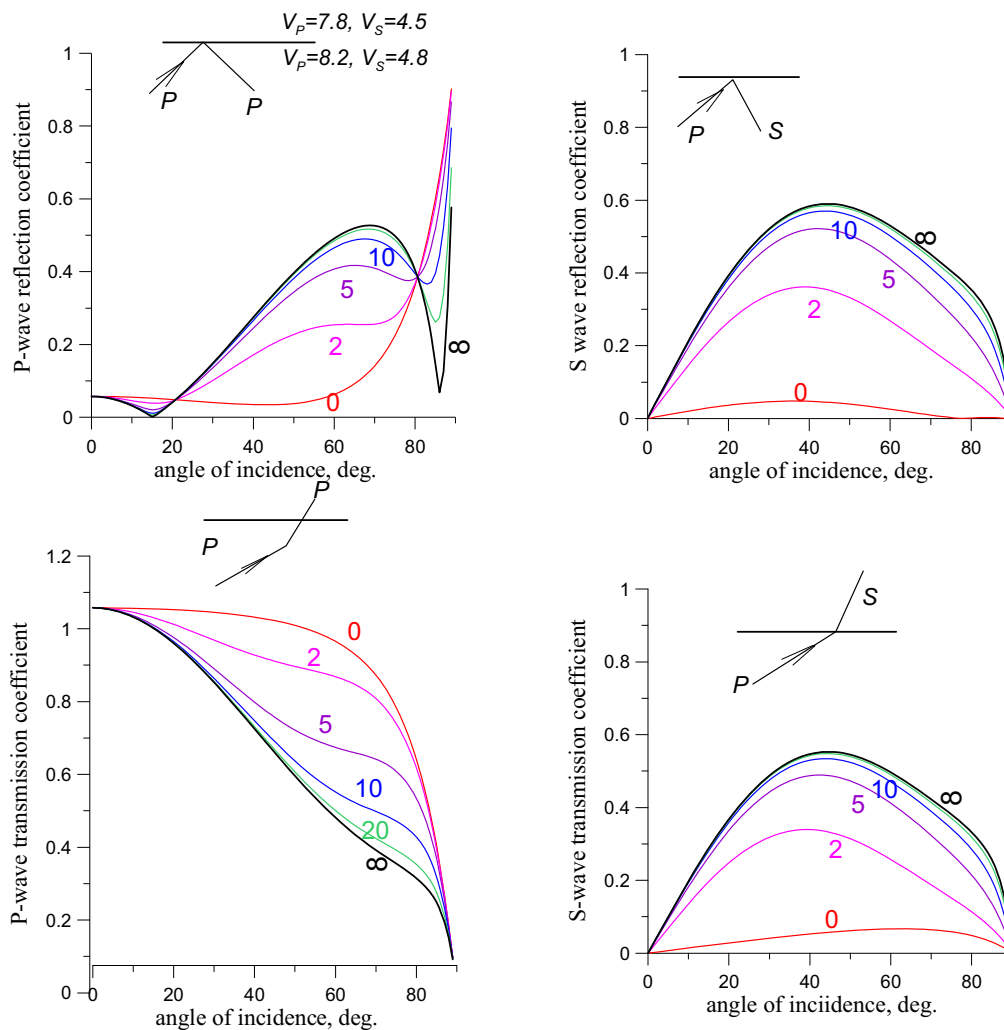 V_P=7.8, V_S=4.5
V_P=8.2, V_S=4.8
P
P
P-wave reflection coefficient
1
0.8
0.6
0.4
0.2
0
10
5
2
0
8
0 20 40 60 80
angle of incidence, deg.
P
S
S wave reflection coefficient
1
0.8
0.6
0.4
0.2
0
8
10
5
2
0
0 20 40 60 80
angle of incidence, deg.
P
P
P-wave transmission coefficient
1.2
1
0.8
0.6
0.4
0.2
0
0
2
5
10
20
8
0 20 40 60 80
angle of incidence, deg.
S
P
S-wave transmission coefficient
1
0.8
0.6
0.4
0.2
0
8
10
5
2
0
0 20 40 60 80
angle of inciidence, deg.